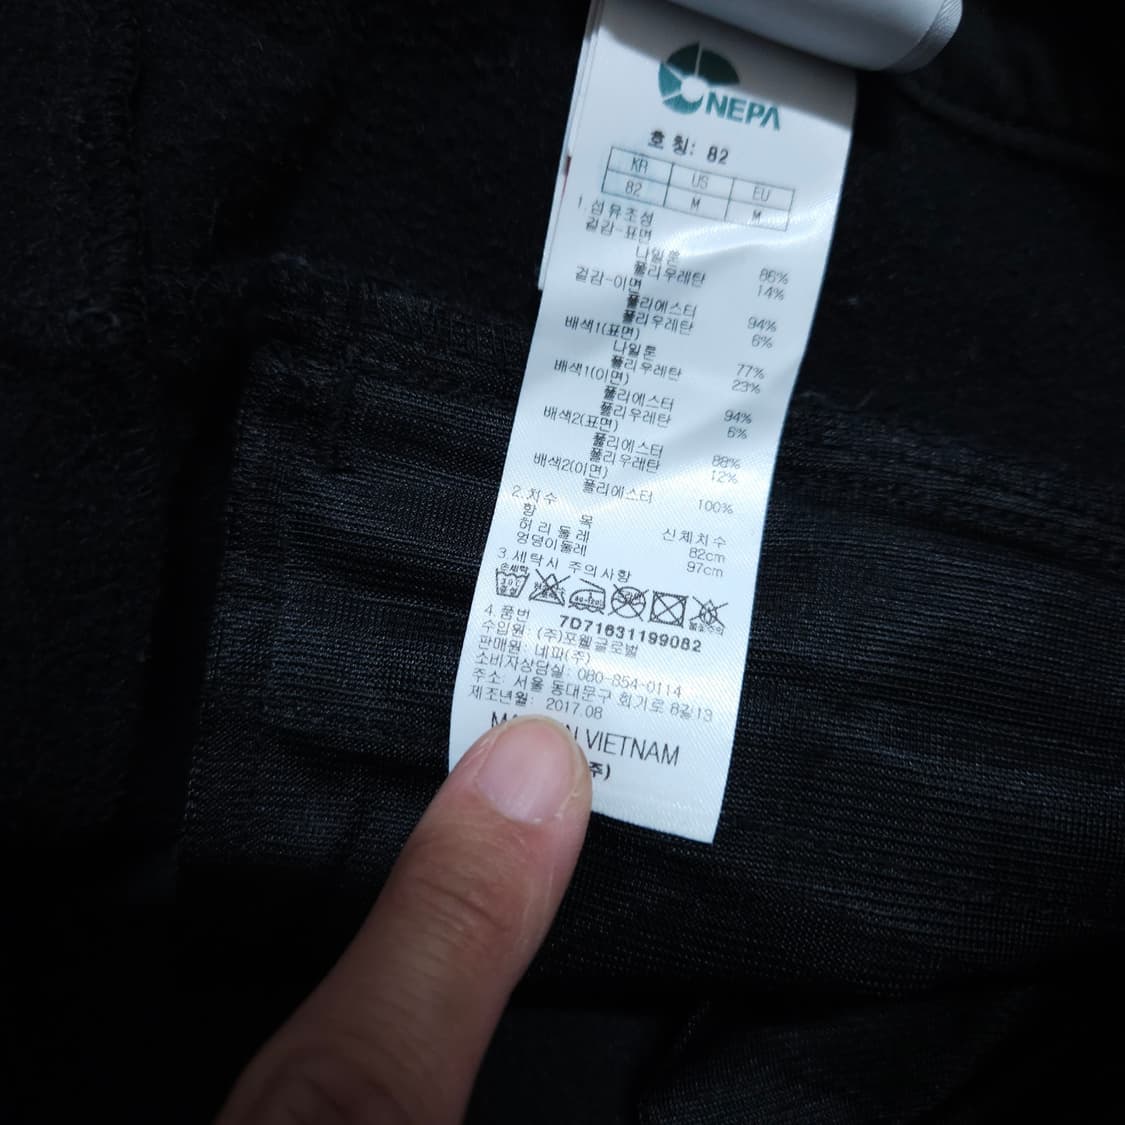 NEPA
호 칭: 82
KR US EU
82 M M
1.섬유조성
겉감-표면
나일론 86%
폴리우레탄 14%
겉감-이면
폴리에스터 94%
폴리우레탄 6%
배색1(표면)
나일론 77%
폴리우레탄 23%
배색1(이면)
폴리에스터 94%
폴리우레탄 6%
배색2(표면)
폴리에스터 88%
폴리우레탄 12%
배색2(이면)
폴리에스터 100%
2.치수
항 목 신체치수
허리둘레 82cm
엉덩이둘레 97cm
3.세탁시 주의사항
손세탁
4.품번 7D71631199082
수입원: (주)포웰글로벌
판매원: 네파(주)
소비자상담실: 080-854-0114
주소: 서울 동대문구 회기로 8길 13
제조년월: 2017.08
VIETNAM
주)